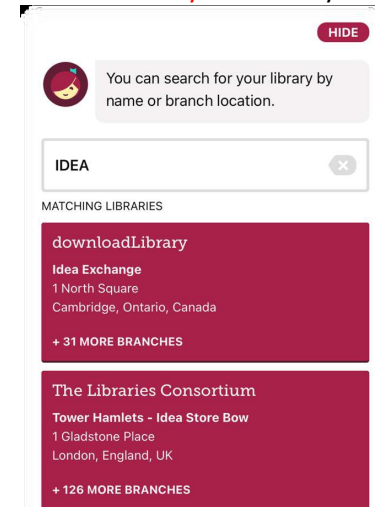 HIDE
You can search for your library by
name or branch location.
IDEA
MATCHING LIBRARIES
downloadLibrary
Idea Exchange
1 North Square
Cambridge, Ontario, Canada
+ 31 MORE BRANCHES
The Libraries Consortium
Tower Hamlets - Idea Store Bow
1 Gladstone Place
London, England, UK
+ 126 MORE BRANCHES